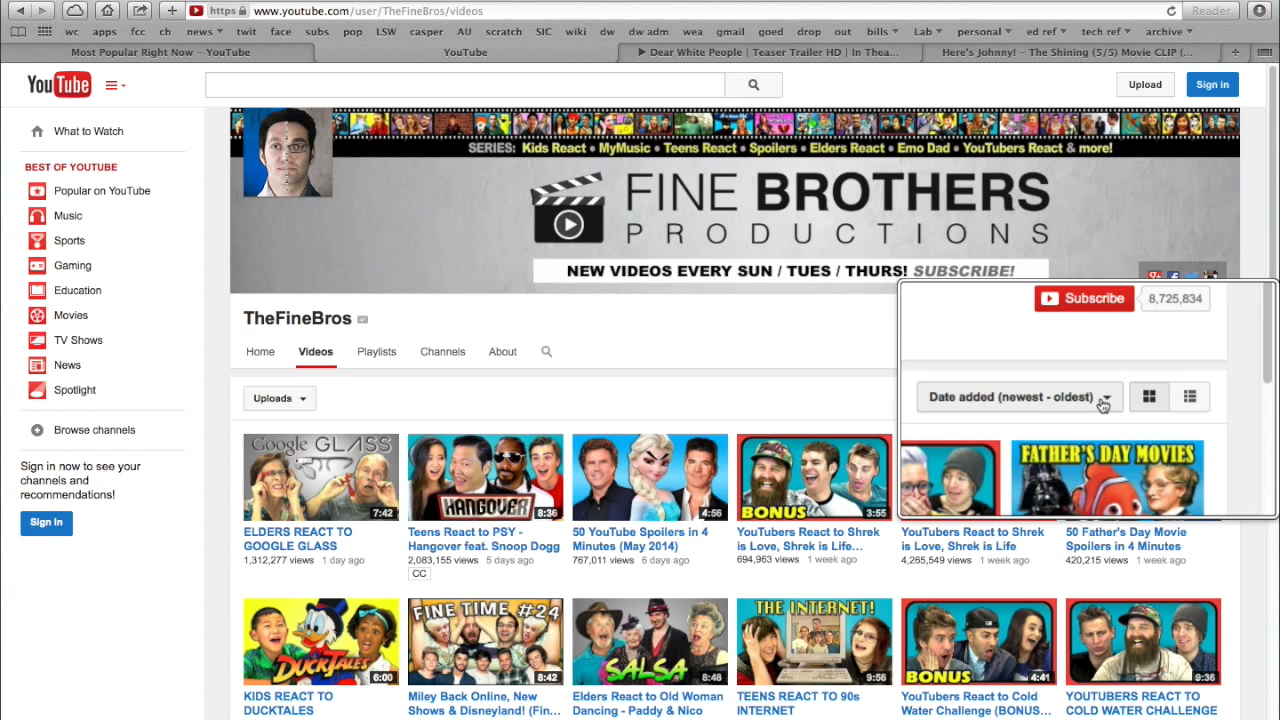 https www.youtube.com/user/TheFineBros/videos
Reader
wc apps fcc ch news twit face subs pop LSW casper AU scratch SIC wiki dw dw adm wea gmail goed drop out bills Lab personal ed ref tech ref archive
Most Popular Right Now – YouTube
YouTube
▶ Dear White People | Teaser Trailer HD | In Thea...
Here's Johnny! – The Shining (5/5) Movie CLIP (...
YouTube
Upload
Sign in
What to Watch
BEST OF YOUTUBE
Popular on YouTube
Music
Sports
Gaming
Education
Movies
TV Shows
News
Spotlight
Browse channels
Sign in now to see your
channels and
recommendations!
Sign In
SERIES: Kids React • MyMusic • Teens React • Spoilers • Elders React • Emo Dad • YouTubers React & more!
FINE BROTHERS
PRODUCTIONS
NEW VIDEOS EVERY SUN / TUES / THURS! SUBSCRIBE!
TheFineBros
Subscribe 8,725,834
Home Videos Playlists Channels About
Uploads
Date added (newest - oldest)
Google GLASS
7:42
ELDERS REACT TO
GOOGLE GLASS
1,312,277 views 1 day ago
HANGOVER
8:36
Teens React to PSY -
Hangover feat. Snoop Dogg
2,083,155 views 5 days ago
CC
4:56
50 YouTube Spoilers in 4
Minutes (May 2014)
767,011 views 6 days ago
BONUS
3:55
YouTubers React to Shrek
is Love, Shrek is Life...
694,963 views 1 week ago
YouTubers React to Shrek
is Love, Shrek is Life
4,265,549 views 1 week ago
FATHER'S DAY MOVIES
50 Father's Day Movie
Spoilers in 4 Minutes
420,215 views 1 week ago
DUCKTALES
6:00
KIDS REACT TO
DUCKTALES
FINE TIME #24
8:42
Miley Back Online, New
Shows & Disneyland! (Fin...
SALSA
8:48
Elders React to Old Woman
Dancing - Paddy & Nico
THE INTERNET!
9:56
TEENS REACT TO 90s
INTERNET
BONUS
4:41
YouTubers React to Cold
Water Challenge (BONUS...
9:36
YOUTUBERS REACT TO
COLD WATER CHALLENGE